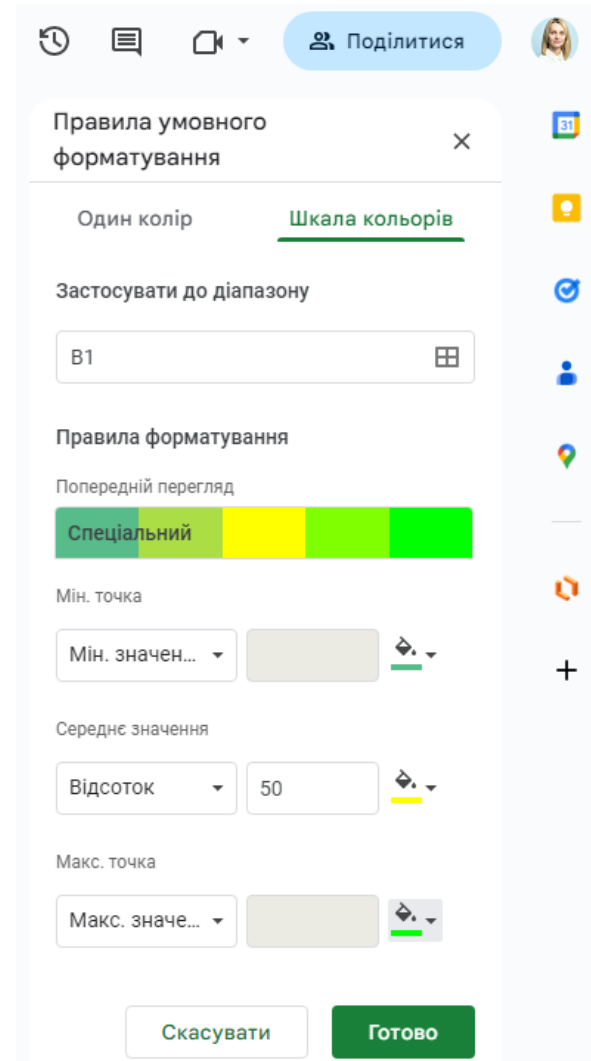 Поділитися
31
Правила умовного
форматування
Один колір
Шкала кольорів
Застосувати до діапазону
B1
Правила форматування
Попередній перегляд
Спеціальний
Мін. точка
Мін. значен...
Середнє значення
Відсоток
50
Макс. точка
Макс. значе...
Скасувати
Готово